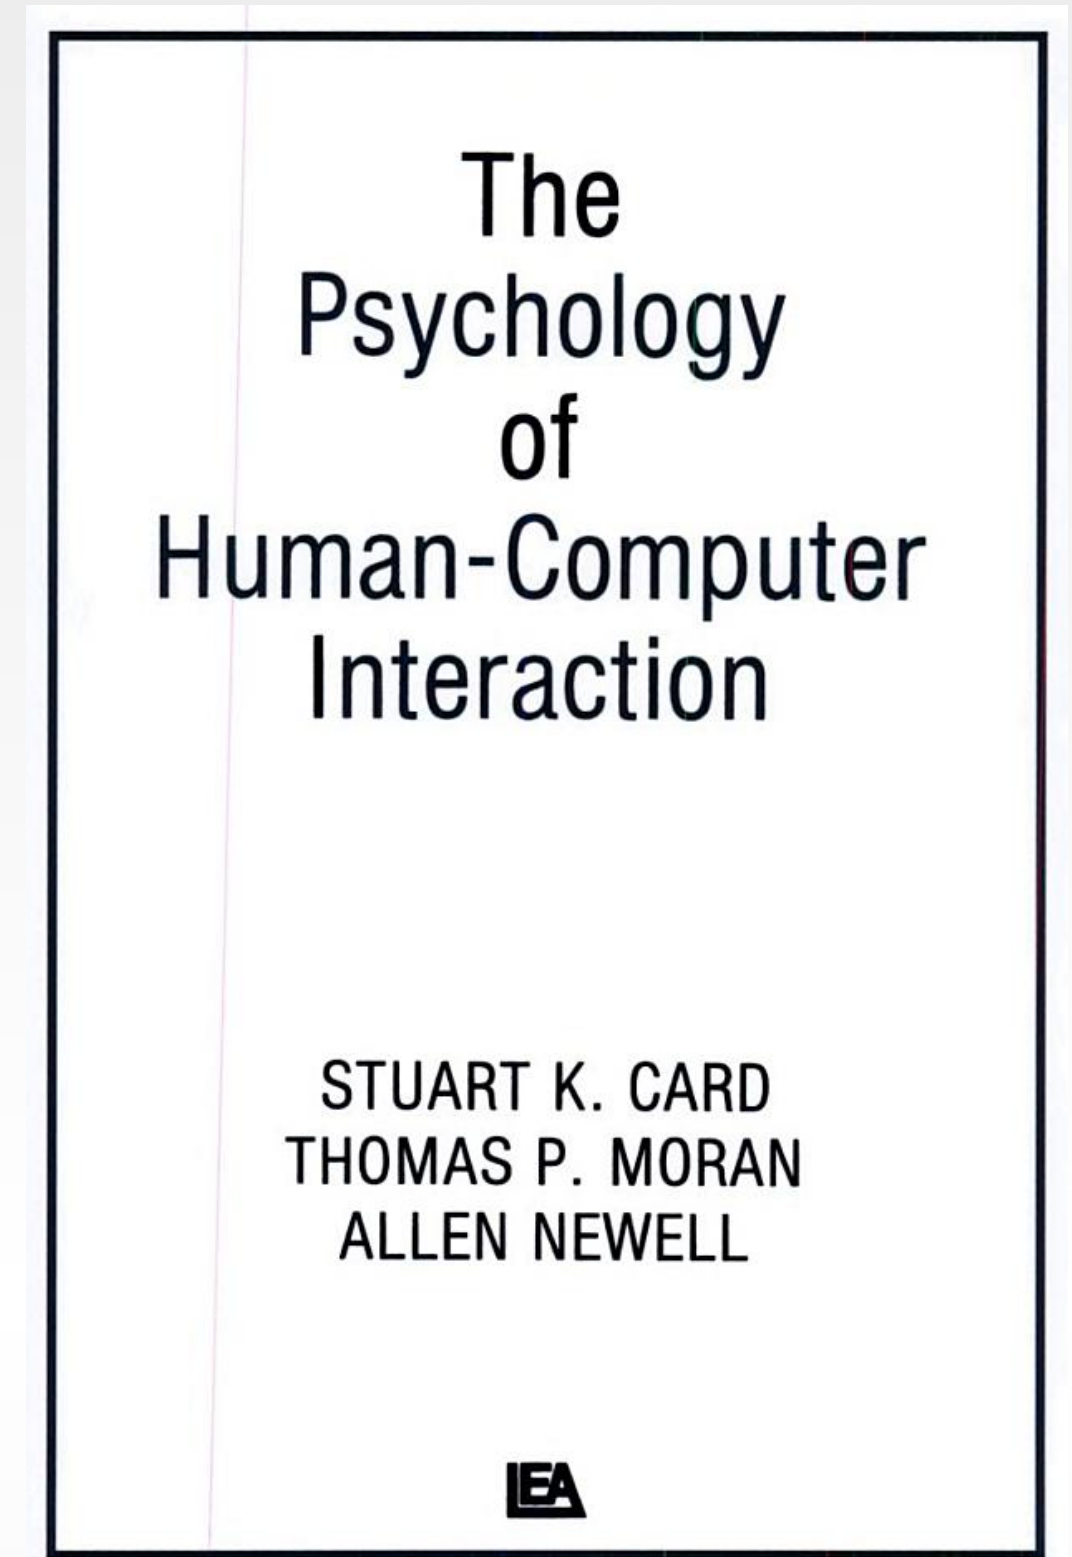 The
Psychology
of
Human-Computer
Interaction
STUART K. CARD
THOMAS P. MORAN
ALLEN NEWELL
LEA